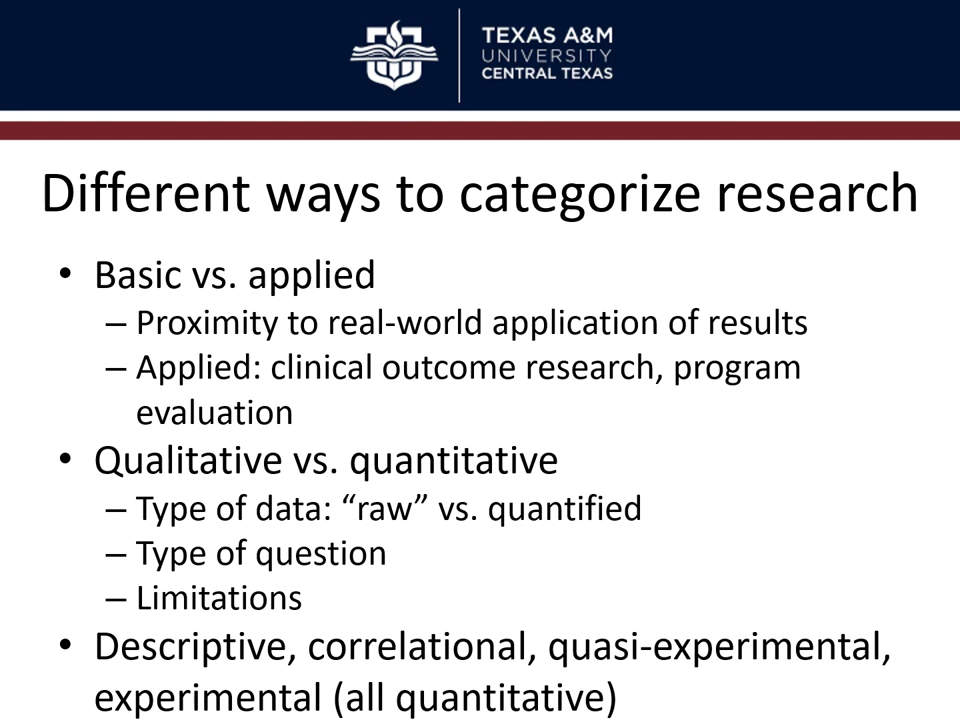 TEXAS A&M
UNIVERSITY
CENTRAL TEXAS
Different ways to categorize research
• Basic vs. applied
– Proximity to real-world application of results
– Applied: clinical outcome research, program
evaluation
• Qualitative vs. quantitative
– Type of data: “raw” vs. quantified
– Type of question
– Limitations
• Descriptive, correlational, quasi-experimental,
experimental (all quantitative)